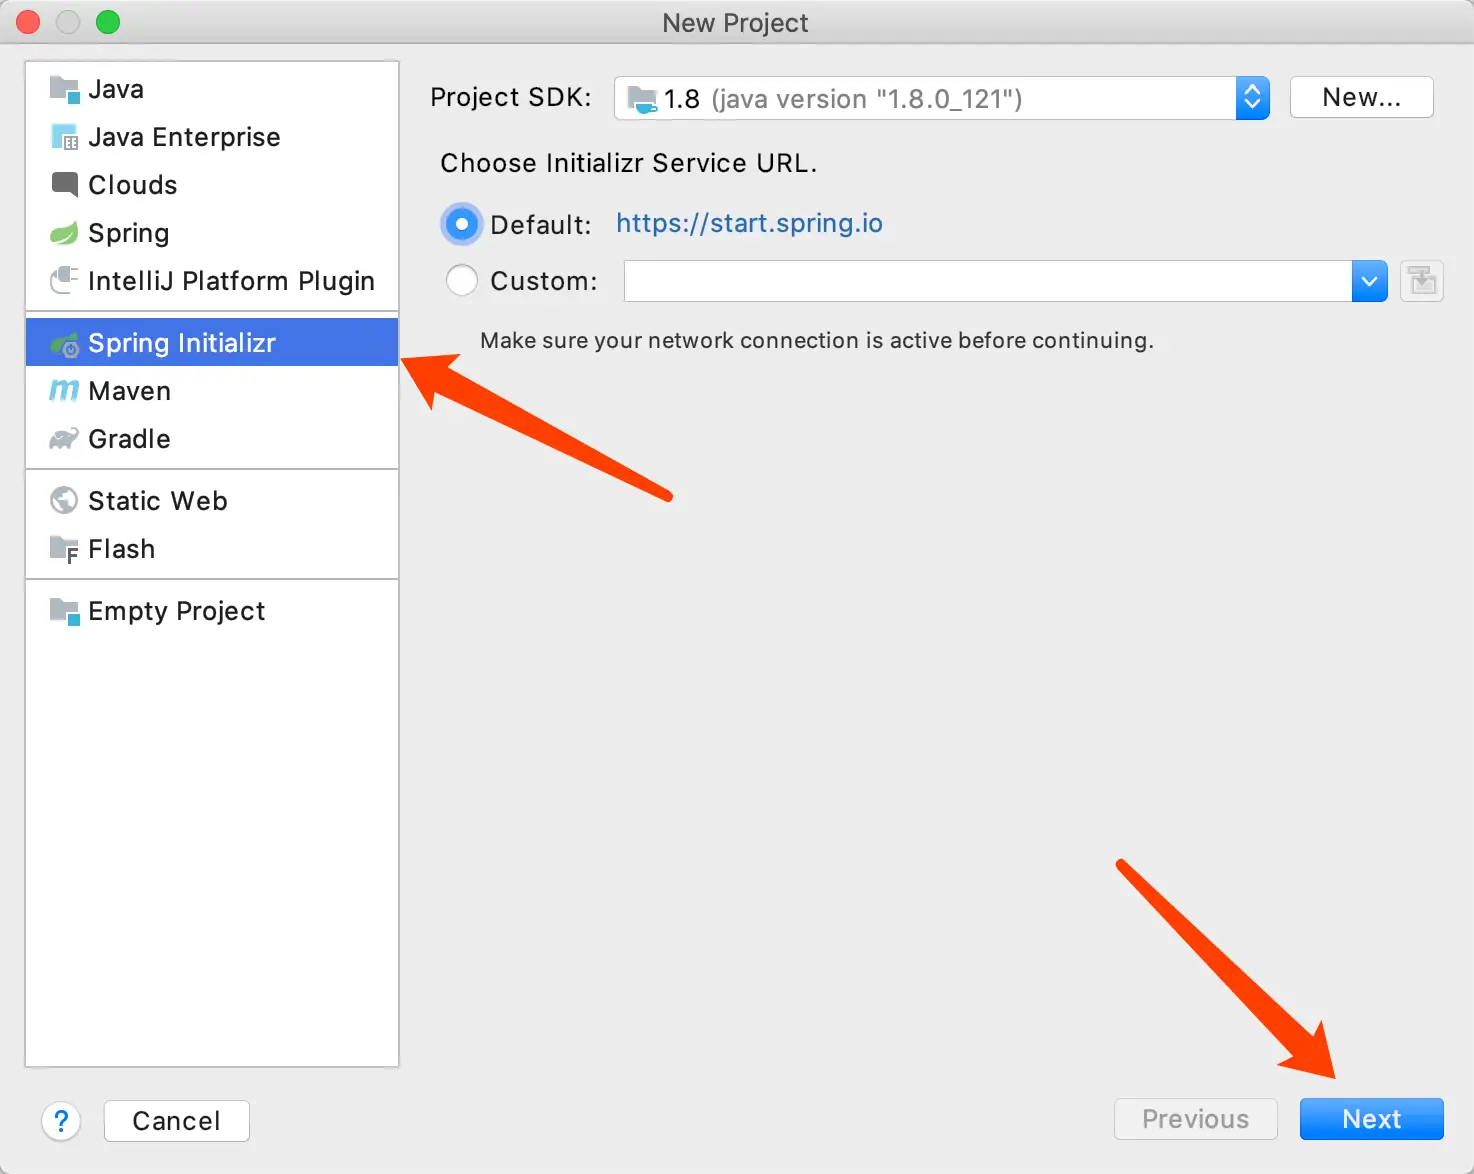 New Project
Java
Java Enterprise
Clouds
Spring
IntelliJ Platform Plugin
Spring Initializr
Maven
Gradle
Static Web
Flash
Empty Project
Project SDK: 1.8 (java version "1.8.0_121") New...
Choose Initializr Service URL.
Default: https://start.spring.io
Custom:
Make sure your network connection is active before continuing.
? Cancel Previous Next